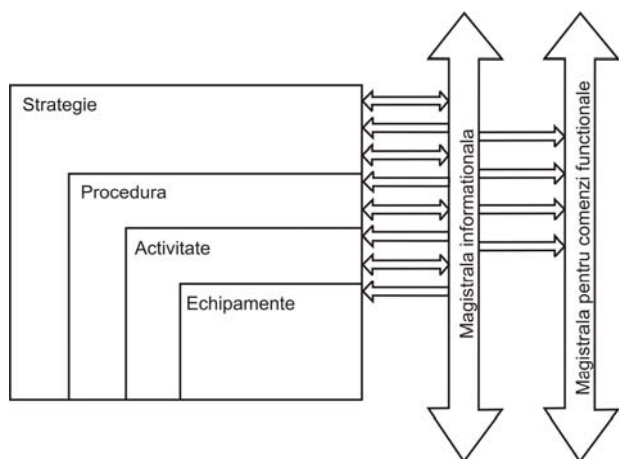 Strategie
Procedura
Activitate
Echipamente
Magistrala informationala
Magistrala pentru comenzi functionale